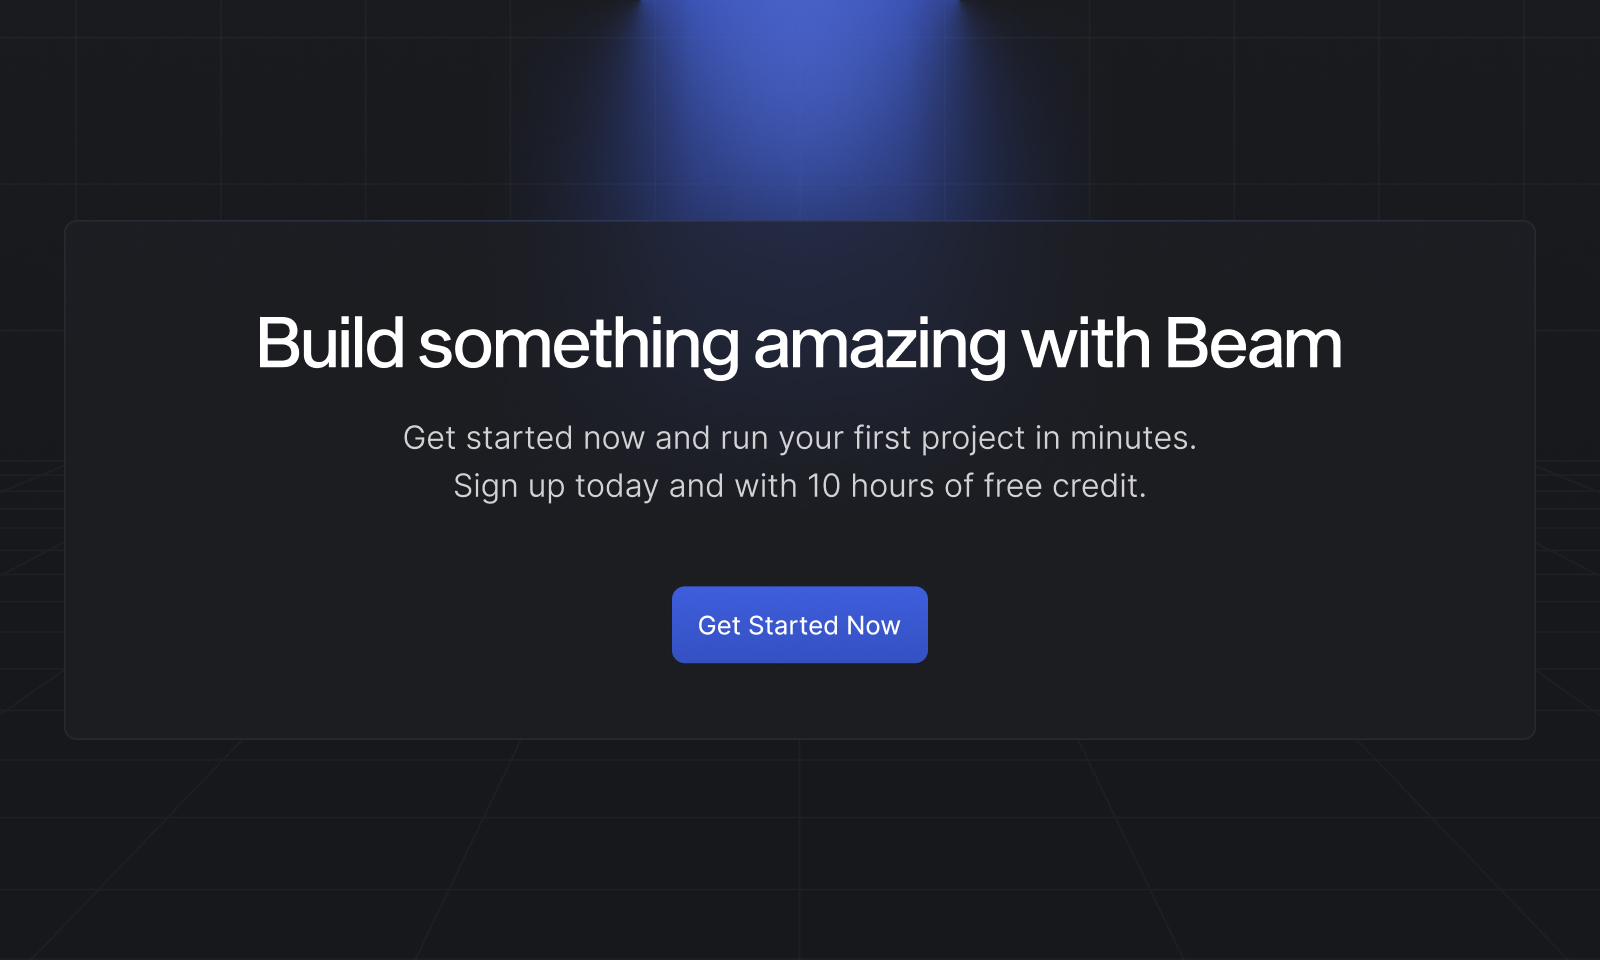 Build something amazing with Beam
Get started now and run your first project in minutes.
Sign up today and with 10 hours of free credit.
Get Started Now